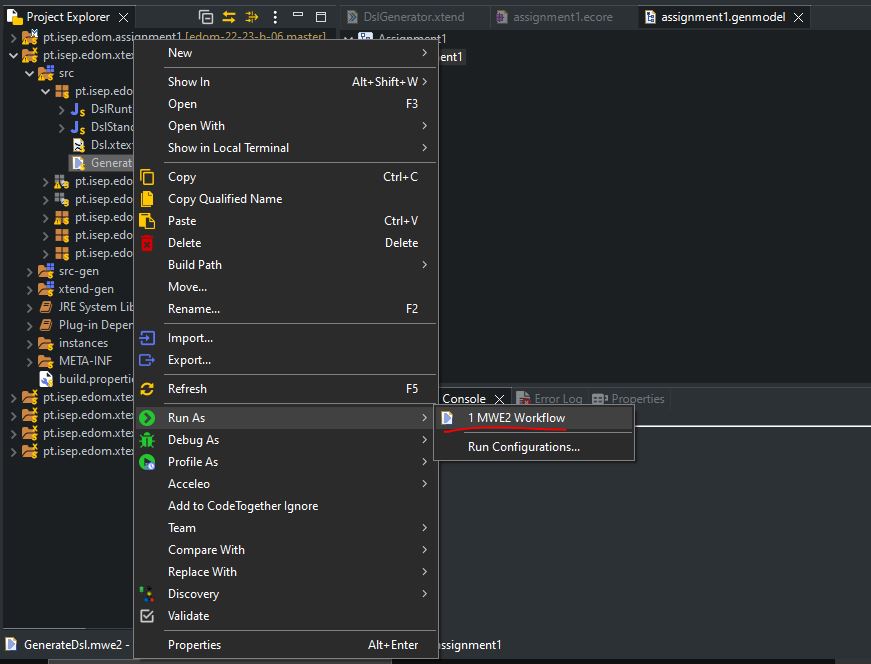 Project Explorer
DslGenerator.xtend
assignment1.ecore
assignment1.genmodel
pt.isep.edom.assignment1 [edom-22-23-h-06 master]
Assignment1
pt.isep.edom.xte
ent1
src
pt.isep.edo
DslRunt
DslStand
Dsl.xtext
Generat
pt.isep.edo
pt.isep.edo
pt.isep.edo
pt.isep.edo
pt.isep.edo
src-gen
xtend-gen
JRE System Lib
Plug-in Depen
instances
META-INF
build.propertie
pt.isep.edom.xte
pt.isep.edom.xte
pt.isep.edom.xte
pt.isep.edom.xte
New
Show In Alt+Shift+W
Open F3
Open With
Show in Local Terminal
Copy Ctrl+C
Copy Qualified Name
Paste Ctrl+V
Delete Delete
Build Path
Move...
Rename... F2
Import...
Export...
Refresh F5
Run As
Debug As
Profile As
Acceleo
Add to CodeTogether Ignore
Team
Compare With
Replace With
Discovery
Validate
Properties Alt+Enter
Console
Error Log
Properties
1 MWE2 Workflow
Run Configurations...
GenerateDsl.mwe2 -
ssignment1